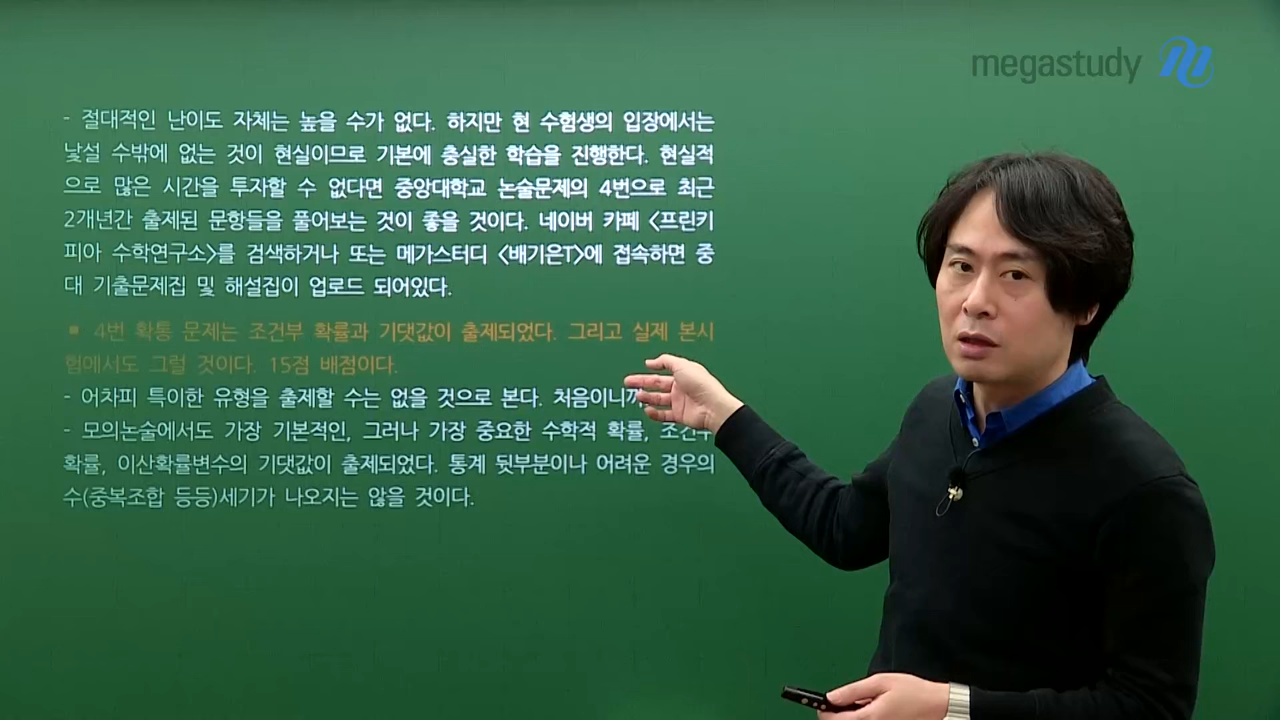 megastudy
- 절대적인 난이도 자체는 높을 수가 없다. 하지만 현 수험생의 입장에서는
낯설 수밖에 없는 것이 현실이므로 기본에 충실한 학습을 진행한다. 현실적
으로 많은 시간을 투자할 수 없다면 중앙대학교 논술문제의 4번으로 최근
2개년간 출제된 문항들을 풀어보는 것이 좋을 것이다. 네이버 카페 <프린키
피아 수학연구소>를 검색하거나 또는 메가스터디 <배기은T>에 접속하면 중
대 기출문제집 및 해설집이 업로드 되어있다.
▪ 4번 확통 문제는 조건부 확률과 기댓값이 출제되었다. 그리고 실제 본시
험에서도 그럴 것이다. 15점 배점이다.
- 어차피 특이한 유형을 출제할 수는 없을 것으로 본다. 처음이니까
- 모의논술에서도 가장 기본적인, 그러나 가장 중요한 수학적 확률, 조건부
확률, 이산확률변수의 기댓값이 출제되었다. 통계 뒷부분이나 어려운 경우의
수(중복조합 등등)세기가 나오지는 않을 것이다.